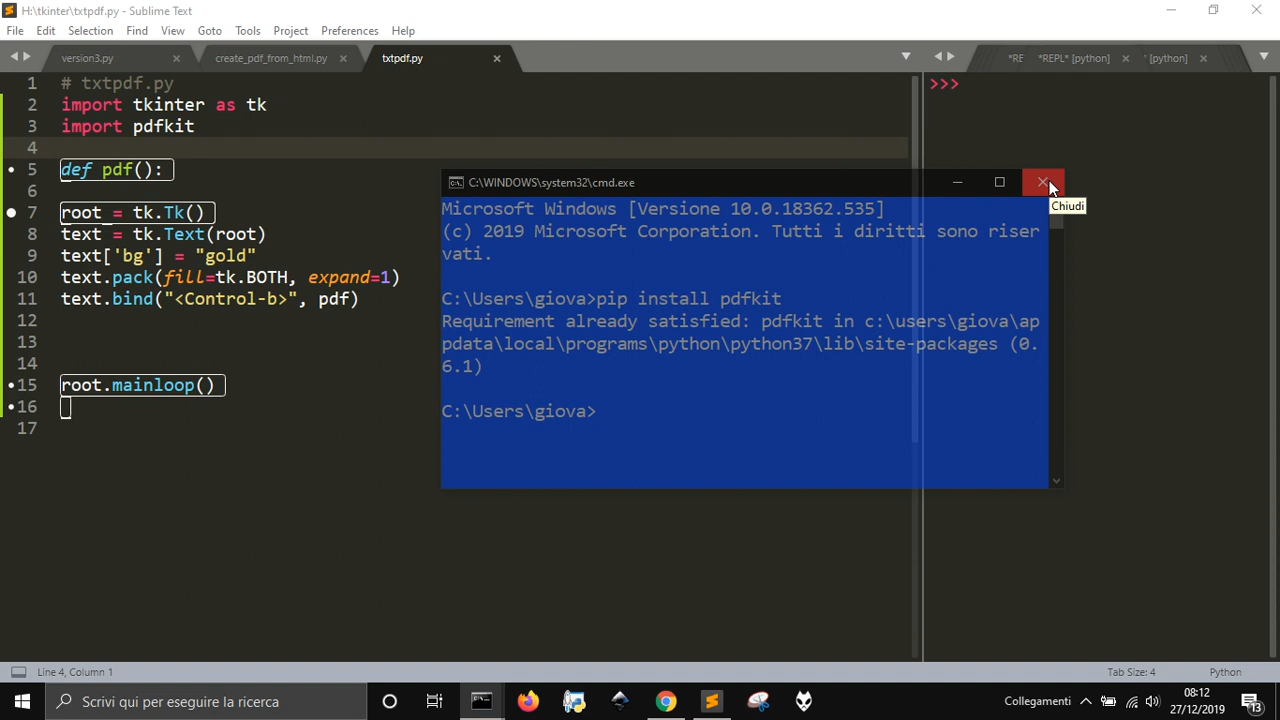 H:\tkinter\txtpdf.py - Sublime Text
File Edit Selection Find View Goto Tools Project Preferences Help
version3.py create_pdf_from_html.py txtpdf.py *RE *REPL* [python] [python]
1 # txtpdf.py
2 import tkinter as tk
3 import pdfkit
4
5 def pdf():
6
7 root = tk.Tk()
8 text = tk.Text(root)
9 text['bg'] = "gold"
10 text.pack(fill=tk.BOTH, expand=1)
11 text.bind("<Control-b>", pdf)
12
13
14
15 root.mainloop()
16
17
>>>
C:\WINDOWS\system32\cmd.exe
Chiudi
Microsoft Windows [Versione 10.0.18362.535]
(c) 2019 Microsoft Corporation. Tutti i diritti sono riser
vati.
C:\Users\giova>pip install pdfkit
Requirement already satisfied: pdfkit in c:\users\giova\ap
pdata\local\programs\python\python37\lib\site-packages (0.
6.1)
C:\Users\giova>
Line 4, Column 1 Tab Size: 4 Python
Scrivi qui per eseguire la ricerca
Collegamenti
08:12
27/12/2019
13